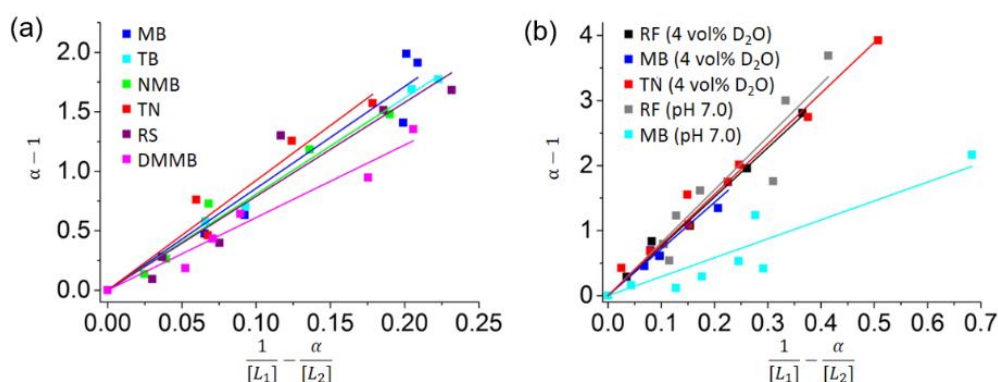 (a)
MB
TB
NMB
TN
RS
DMMB
2.0
1.5
1.0
0.5
0.0
α − 1
0.00 0.05 0.10 0.15 0.20 0.25
1/[L₁] − α/[L₂]
(b)
RF (4 vol% D₂O)
MB (4 vol% D₂O)
TN (4 vol% D₂O)
RF (pH 7.0)
MB (pH 7.0)
4
3
2
1
0
α − 1
0.0 0.1 0.2 0.3 0.4 0.5 0.6 0.7
1/[L₁] − α/[L₂]